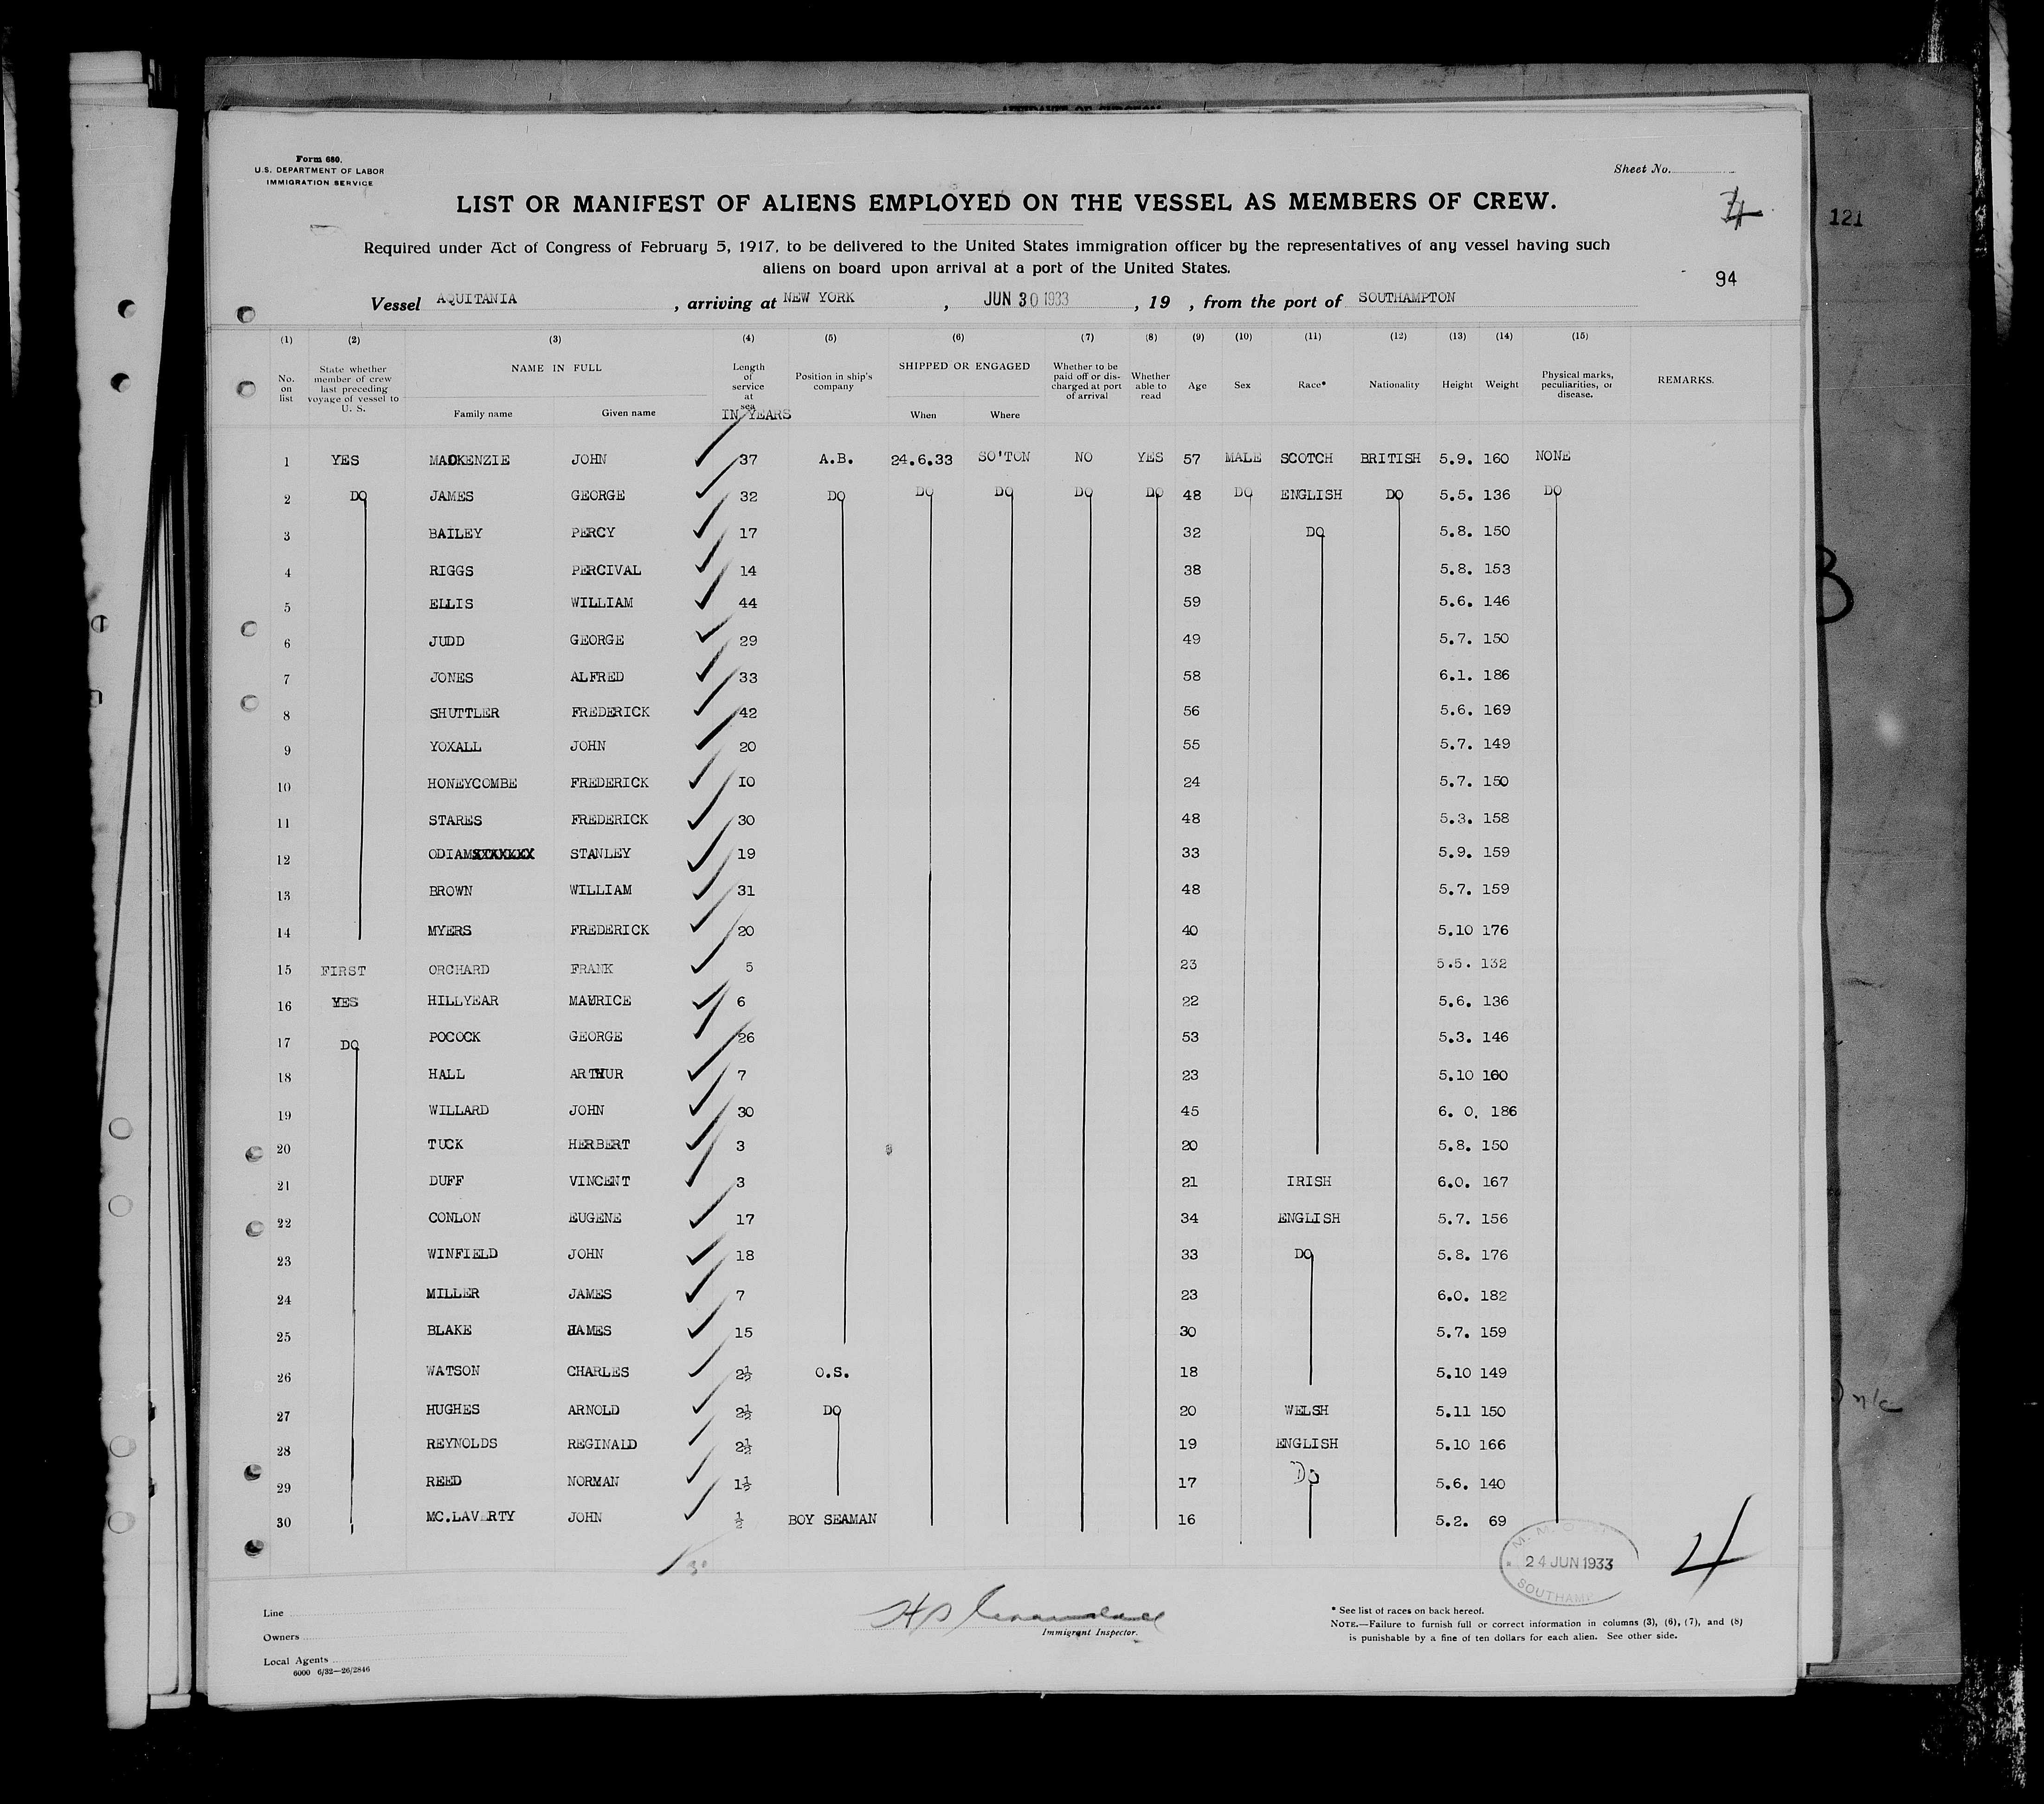 Form 680.
U.S. DEPARTMENT OF LABOR
IMMIGRATION SERVICE
Sheet No.
LIST OR MANIFEST OF ALIENS EMPLOYED ON THE VESSEL AS MEMBERS OF CREW.
4
121
Required under Act of Congress of February 5, 1917, to be delivered to the United States immigration officer by the representatives of any vessel having such
aliens on board upon arrival at a port of the United States.
94
Vessel AQUITANIA , arriving at NEW YORK , JUN 30 1933 , 19 , from the port of SOUTHAMPTON
(1) (2) (3) (4) (5) (6) (7) (8) (9) (10) (11) (12) (13) (14) (15)
No. on list State whether member of crew last preceding voyage of vessel to U. S. NAME IN FULL Family name Given name Length of service at sea IN YEARS Position in ship's company SHIPPED OR ENGAGED When Where Whether to be paid off or discharged at port of arrival Whether able to read Age Sex Race* Nationality Height Weight Physical marks, peculiarities, or disease. REMARKS.
1 YES MACKENZIE JOHN 37 A.B. 24.6.33 SO'TON NO YES 57 MALE SCOTCH BRITISH 5.9. 160 NONE
2 DO JAMES GEORGE 32 DO DO DO DO DO 48 DO ENGLISH DO 5.5. 136 DO
3 BAILEY PERCY 17 32 DO 5.8. 150
4 RIGGS PERCIVAL 14 38 5.8. 153
5 ELLIS WILLIAM 44 59 5.6. 146
6 JUDD GEORGE 29 49 5.7. 150
7 JONES ALFRED 33 58 6.1. 186
8 SHUTTLER FREDERICK 42 56 5.6. 169
9 YOXALL JOHN 20 55 5.7. 149
10 HONEYCOMBE FREDERICK 10 24 5.7. 150
11 STARES FREDERICK 30 48 5.3. 158
12 ODIAM STANLEY 19 33 5.9. 159
13 BROWN WILLIAM 31 48 5.7. 159
14 MYERS FREDERICK 20 40 5.10 176
15 FIRST ORCHARD FRANK 5 23 5.5. 132
16 YES HILLYEAR MAURICE 6 22 5.6. 136
17 DO POCOCK GEORGE 26 53 5.3. 146
18 HALL ARTHUR 7 23 5.10 160
19 WILLARD JOHN 30 45 6. 0. 186
20 TUCK HERBERT 3 20 5.8. 150
21 DUFF VINCENT 3 21 IRISH 6.0. 167
22 CONLON EUGENE 17 34 ENGLISH 5.7. 156
23 WINFIELD JOHN 18 33 DO 5.8. 176
24 MILLER JAMES 7 23 6.0. 182
25 BLAKE JAMES 15 30 5.7. 159
26 WATSON CHARLES 2½ O.S. 18 5.10 149
27 HUGHES ARNOLD 2½ DO 20 WELSH 5.11 150
28 REYNOLDS REGINALD 2½ 19 ENGLISH 5.10 166
29 REED NORMAN 1½ 17 Do 5.6. 140
30 MC.LAVERTY JOHN ½ BOY SEAMAN 16 5.2. 69
24 JUN 1933
4
Line
Owners
Local Agents
6000 6/32—26/2846
Immigrant Inspector.
* See list of races on back hereof.
NOTE.—Failure to furnish full or correct information in columns (3), (6), (7), and (8)
is punishable by a fine of ten dollars for each alien. See other side.